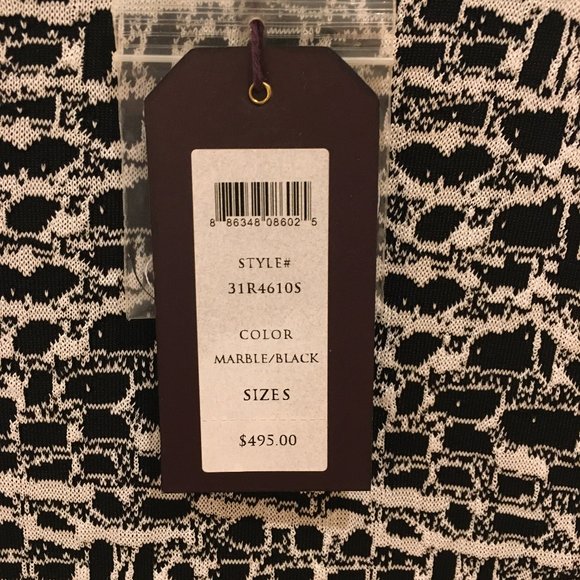 8 86348 08602 5
STYLE#
31R4610S
COLOR
MARBLE/BLACK
SIZES
$495.00